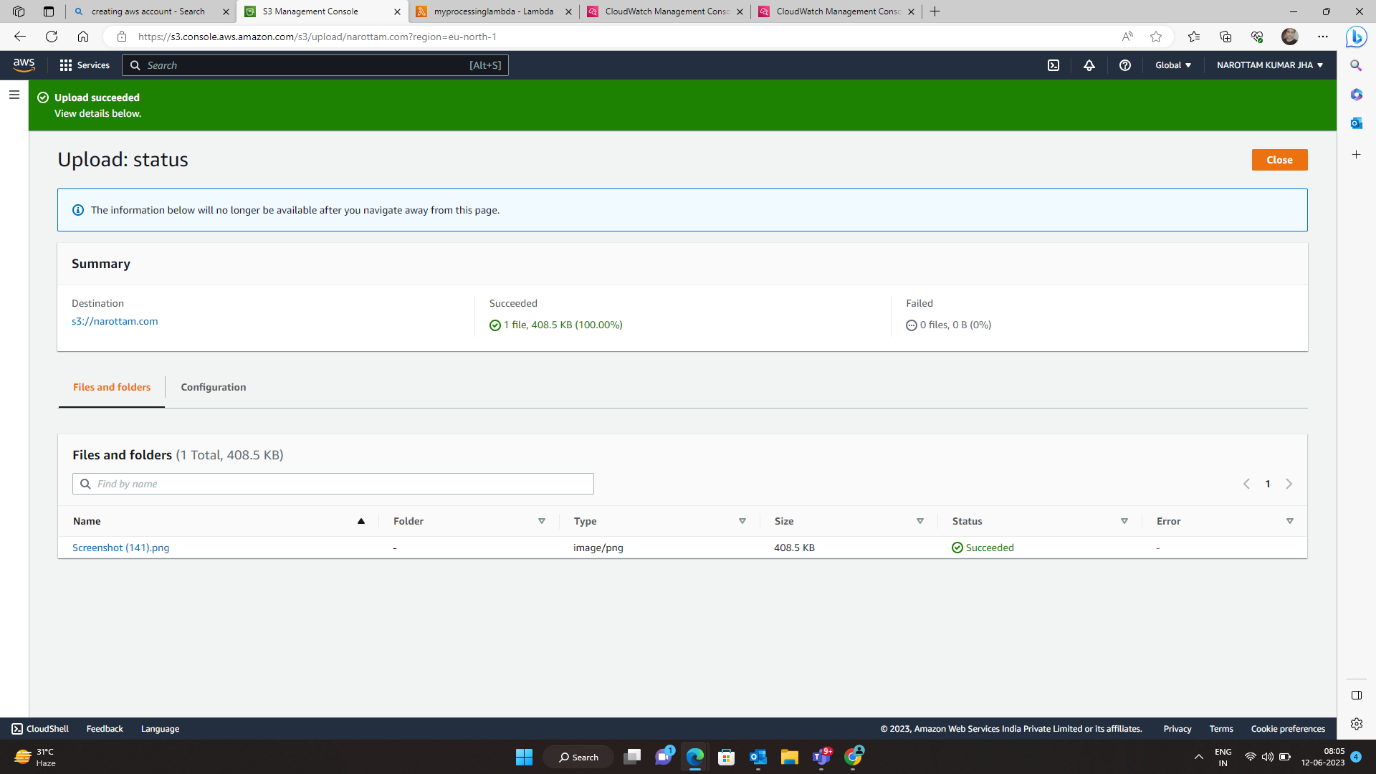 creating aws account - Search
S3 Management Console
myprocessinglambda - Lambda
CloudWatch Management Conso
CloudWatch Management Conso
https://s3.console.aws.amazon.com/s3/upload/narottam.com?region=eu-north-1
aws
Services
Search
[Alt+S]
Global
NAROTTAM KUMAR JHA
Upload succeeded
View details below.
Upload: status
Close
The information below will no longer be available after you navigate away from this page.
Summary
Destination
s3://narottam.com
Succeeded
1 file, 408.5 KB (100.00%)
Failed
0 files, 0 B (0%)
Files and folders
Configuration
Files and folders (1 Total, 408.5 KB)
Find by name
1
Name Folder Type Size Status Error
Screenshot (141).png - image/png 408.5 KB Succeeded -
CloudShell Feedback Language
© 2023, Amazon Web Services India Private Limited or its affiliates. Privacy Terms Cookie preferences
31°C
Haze
Search
1
9+
ENG
IN
08:05
12-06-2023
4